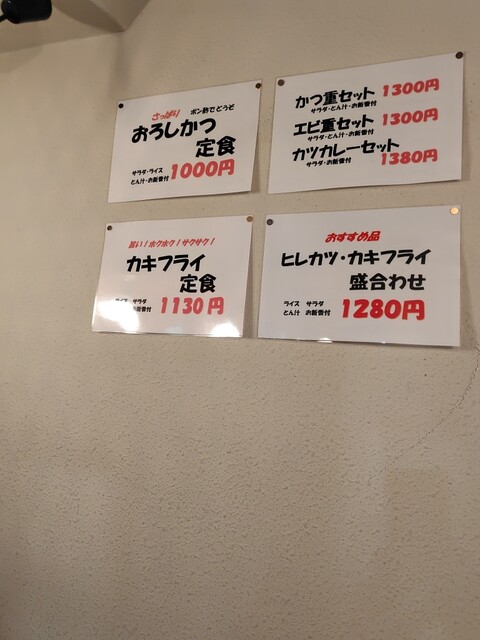 さっぱり ポン酢でどうぞ
おろしかつ
定食
サラダ・ライス
とん汁・お新香付 1000円
かつ重セット 1300円
サラダ・とん汁・お新香付
エビ重セット 1300円
サラダ・とん汁・お新香付
カツカレーセット 1380円
サラダ・お新香付
旨い!ホクホク!サクサク!
カキフライ
定食
ライス サラダ
とん汁 お新香付 1130円
おすすめ品
ヒレカツ・カキフライ
盛合わせ
ライス サラダ
とん汁 お新香付 1280円